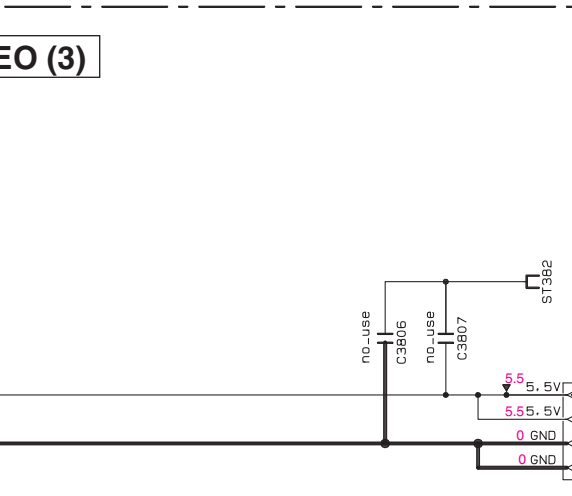 EO (3)
ST382
no_use
C3806
no_use
C3807
5.5 5.5V
5.5 5.5V
0 GND
0 GND